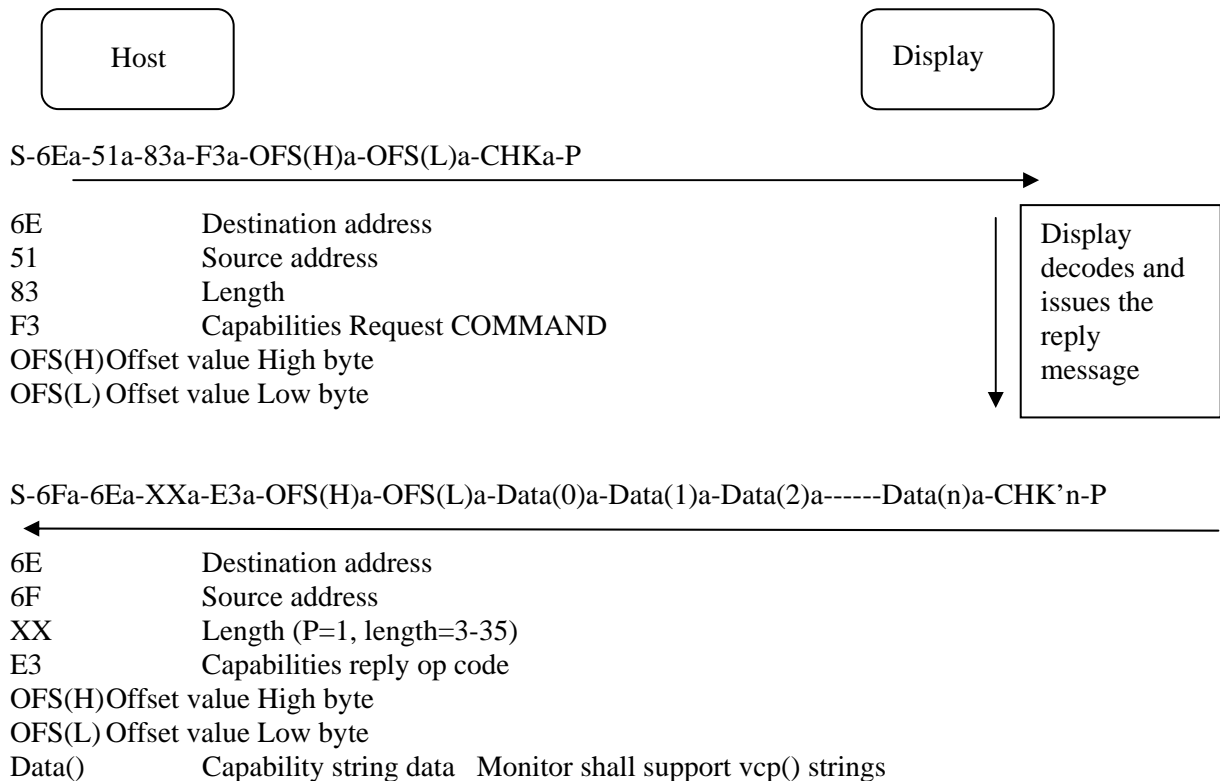 Host
Display
S-6Ea-51a-83a-F3a-OFS(H)a-OFS(L)a-CHKa-P
6E Destination address
51 Source address
83 Length
F3 Capabilities Request COMMAND
OFS(H) Offset value High byte
OFS(L) Offset value Low byte
Display
decodes and
issues the
reply
message
S-6Fa-6Ea-XXa-E3a-OFS(H)a-OFS(L)a-Data(0)a-Data(1)a-Data(2)a------Data(n)a-CHK’n-P
6E Destination address
6F Source address
XX Length (P=1, length=3-35)
E3 Capabilities reply op code
OFS(H) Offset value High byte
OFS(L) Offset value Low byte
Data() Capability string data Monitor shall support vcp() strings